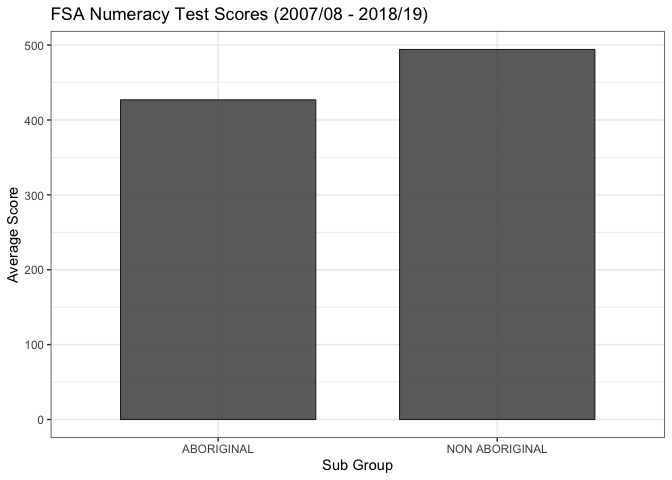 FSA Numeracy Test Scores (2007/08 - 2018/19)
500
400
300
200
100
0
Average Score
ABORIGINAL NON ABORIGINAL
Sub Group